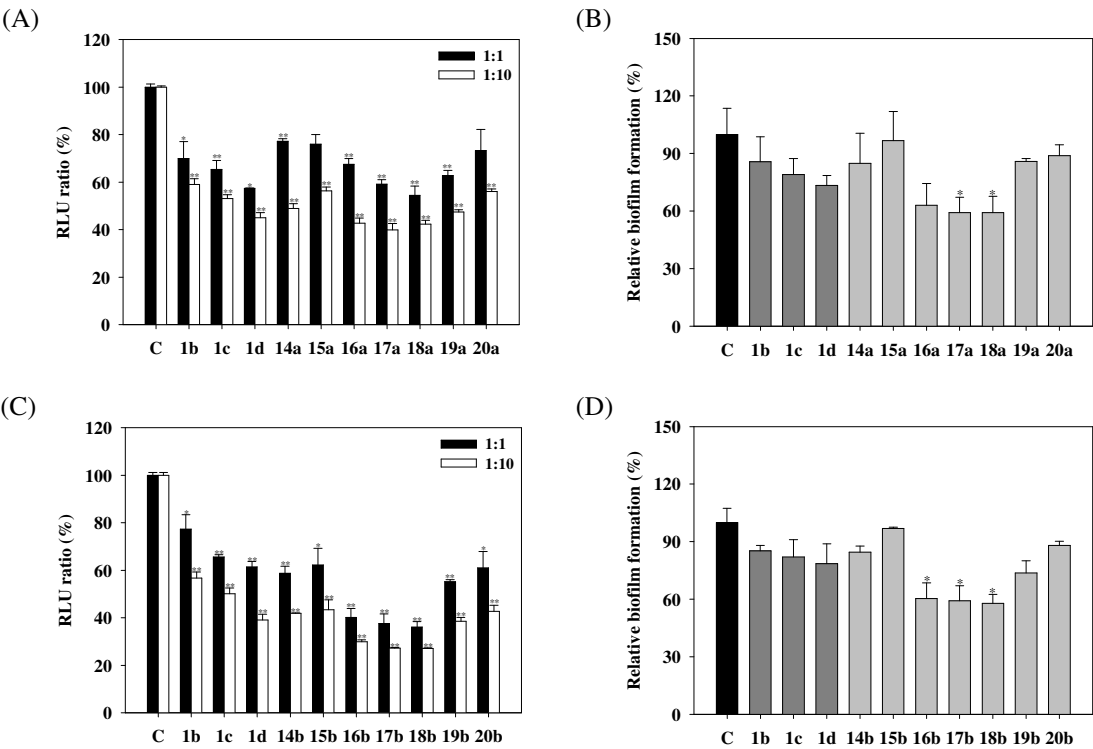 (A)
RLU ratio (%)
120
100
80
60
40
20
0
1:1
1:10
* ** ** ** * ** ** ** ** ** ** ** ** ** ** ** ** **
C 1b 1c 1d 14a 15a 16a 17a 18a 19a 20a
(B)
Relative biofilm formation (%)
150
120
90
60
30
0
* *
C 1b 1c 1d 14a 15a 16a 17a 18a 19a 20a
(C)
RLU ratio (%)
120
100
80
60
40
20
0
1:1
1:10
* ** ** ** ** ** ** ** * ** ** ** ** ** ** ** ** ** * **
C 1b 1c 1d 14b 15b 16b 17b 18b 19b 20b
(D)
Relative biofilm formation (%)
150
120
90
60
30
0
* * *
C 1b 1c 1d 14b 15b 16b 17b 18b 19b 20b